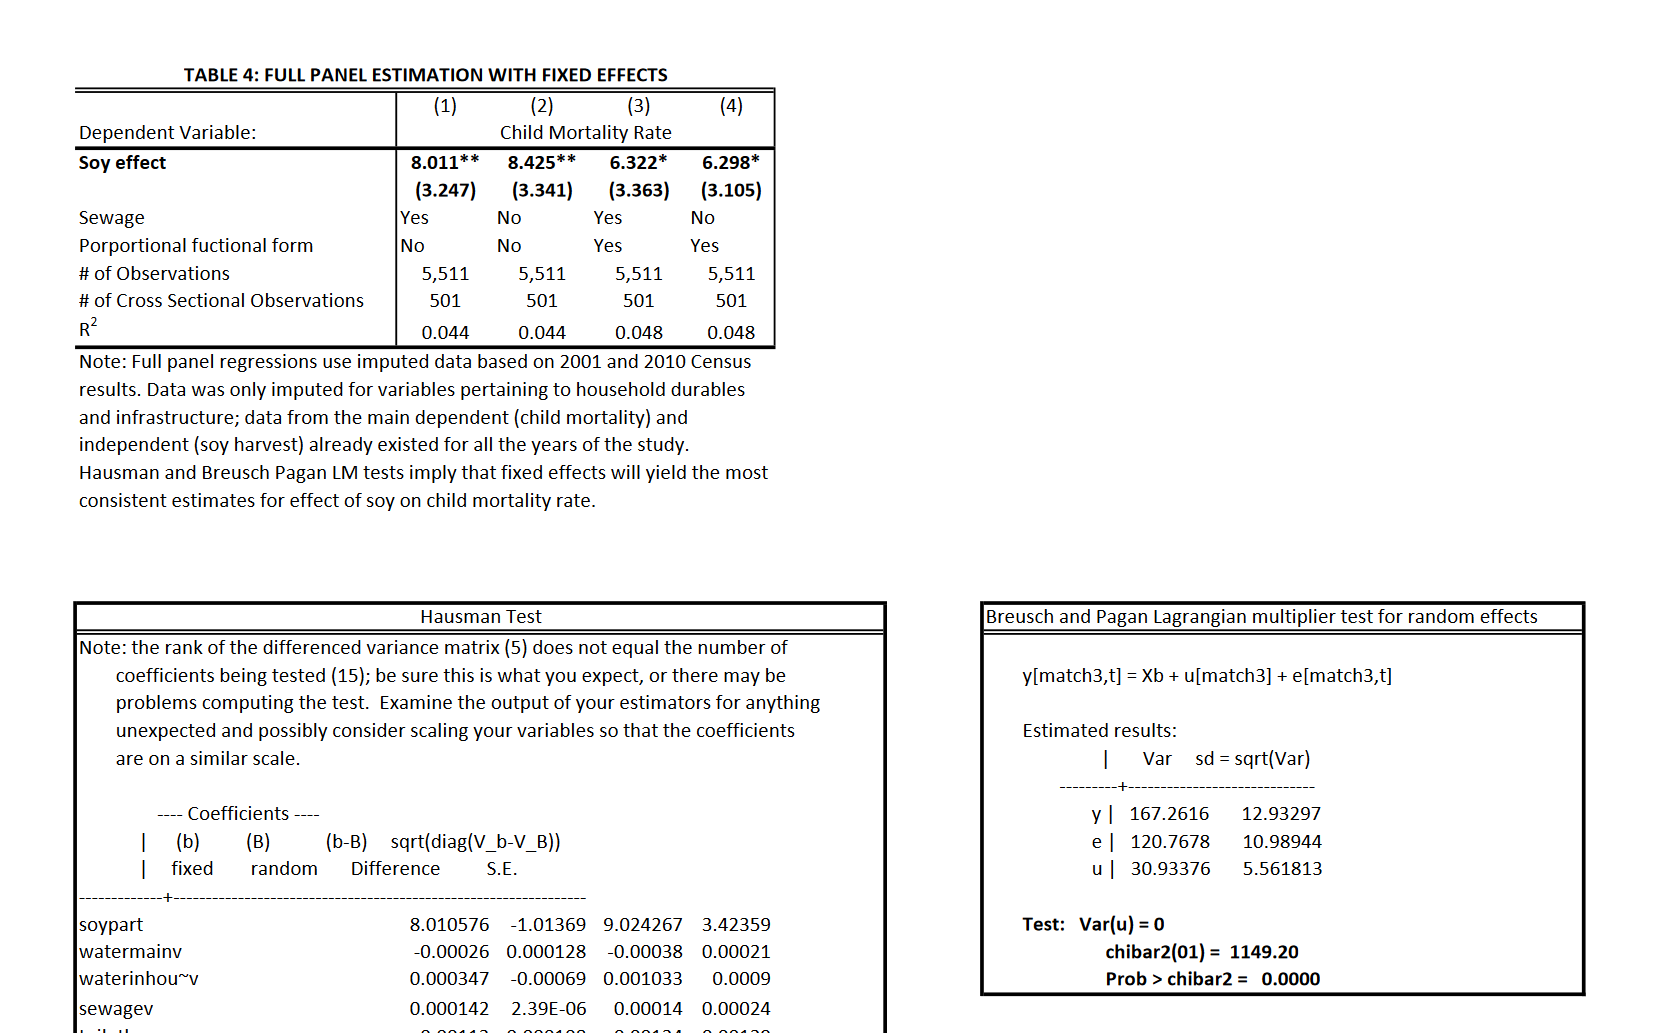 TABLE 4: FULL PANEL ESTIMATION WITH FIXED EFFECTS
(1) (2) (3) (4)
Dependent Variable: Child Mortality Rate
Soy effect 8.011** 8.425** 6.322* 6.298*
(3.247) (3.341) (3.363) (3.105)
Sewage Yes No Yes No
Porportional fuctional form No No Yes Yes
# of Observations 5,511 5,511 5,511 5,511
# of Cross Sectional Observations 501 501 501 501
R² 0.044 0.044 0.048 0.048
Note: Full panel regressions use imputed data based on 2001 and 2010 Census
results. Data was only imputed for variables pertaining to household durables
and infrastructure; data from the main dependent (child mortality) and
independent (soy harvest) already existed for all the years of the study.
Hausman and Breusch Pagan LM tests imply that fixed effects will yield the most
consistent estimates for effect of soy on child mortality rate.
Hausman Test
Note: the rank of the differenced variance matrix (5) does not equal the number of
coefficients being tested (15); be sure this is what you expect, or there may be
problems computing the test. Examine the output of your estimators for anything
unexpected and possibly consider scaling your variables so that the coefficients
are on a similar scale.
---- Coefficients ----
| (b) (B) (b-B) sqrt(diag(V_b-V_B))
| fixed random Difference S.E.
-------------+----------------------------------------------------------------
soypart 8.010576 -1.01369 9.024267 3.42359
watermainv -0.00026 0.000128 -0.00038 0.00021
waterinhou~v 0.000347 -0.00069 0.001033 0.0009
sewagev 0.000142 2.39E-06 0.00014 0.00024
Breusch and Pagan Lagrangian multiplier test for random effects
y[match3,t] = Xb + u[match3] + e[match3,t]
Estimated results:
| Var sd = sqrt(Var)
---------+-----------------------------
y | 167.2616 12.93297
e | 120.7678 10.98944
u | 30.93376 5.561813
Test: Var(u) = 0
chibar2(01) = 1149.20
Prob > chibar2 = 0.0000